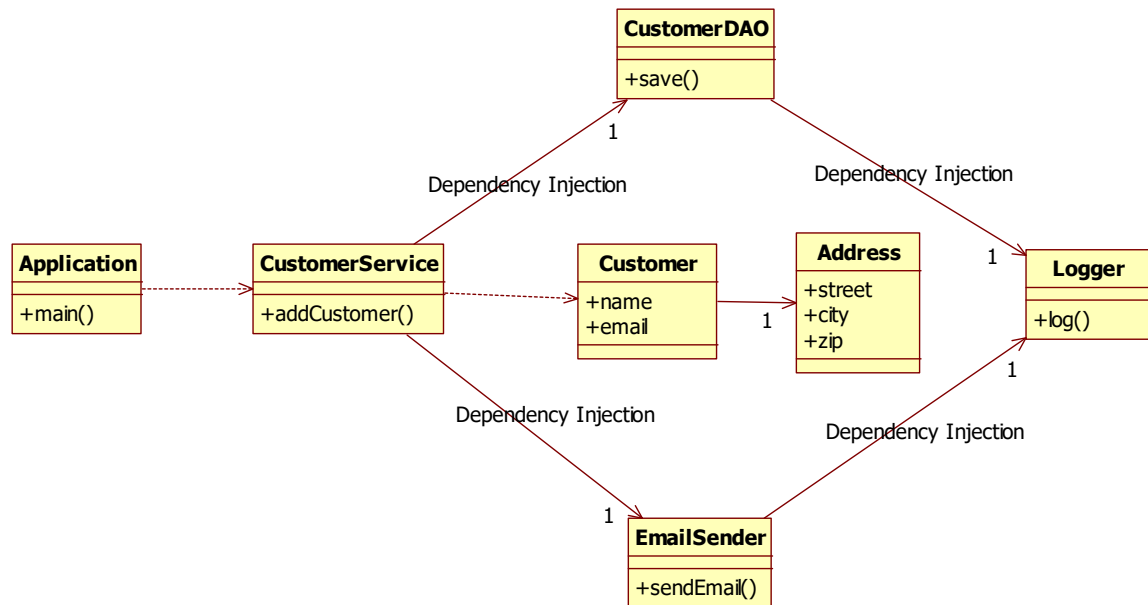 CustomerDAO
+save()
1
Dependency Injection
Dependency Injection
1
Application
+main()
CustomerService
+addCustomer()
Customer
+name
+email
1
Address
+street
+city
+zip
Logger
+log()
1
Dependency Injection
Dependency Injection
1
EmailSender
+sendEmail()